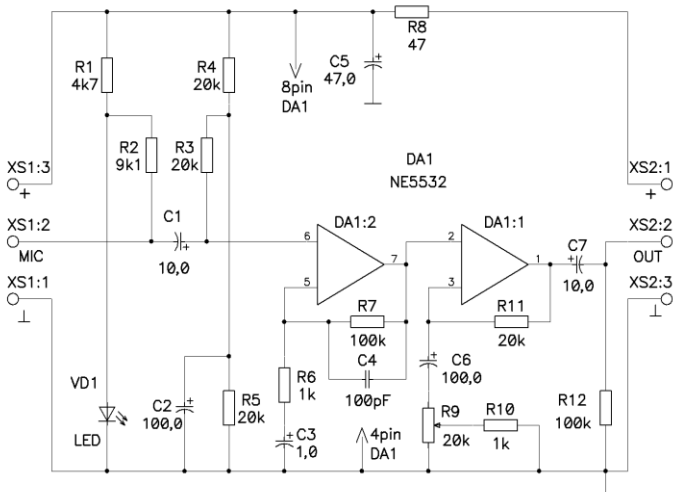 R8
47
R1
4k7
R4
20k
C5
+
47,0
8pin
DA1
R2
9k1
R3
20k
DA1
NE5532
XS1:3
+
XS2:1
+
XS1:2
MIC
C1
+
10,0
6
DA1:2
7
5
2
DA1:1
1
3
C7
+
10,0
XS2:2
OUT
XS1:1
⊥
XS2:3
⊥
R7
100k
R11
20k
C4
100pF
C6
+
100,0
R6
1k
VD1
LED
C2
+
100,0
R5
20k
C3
+
1,0
4pin
DA1
R9
20k
R10
1k
R12
100k